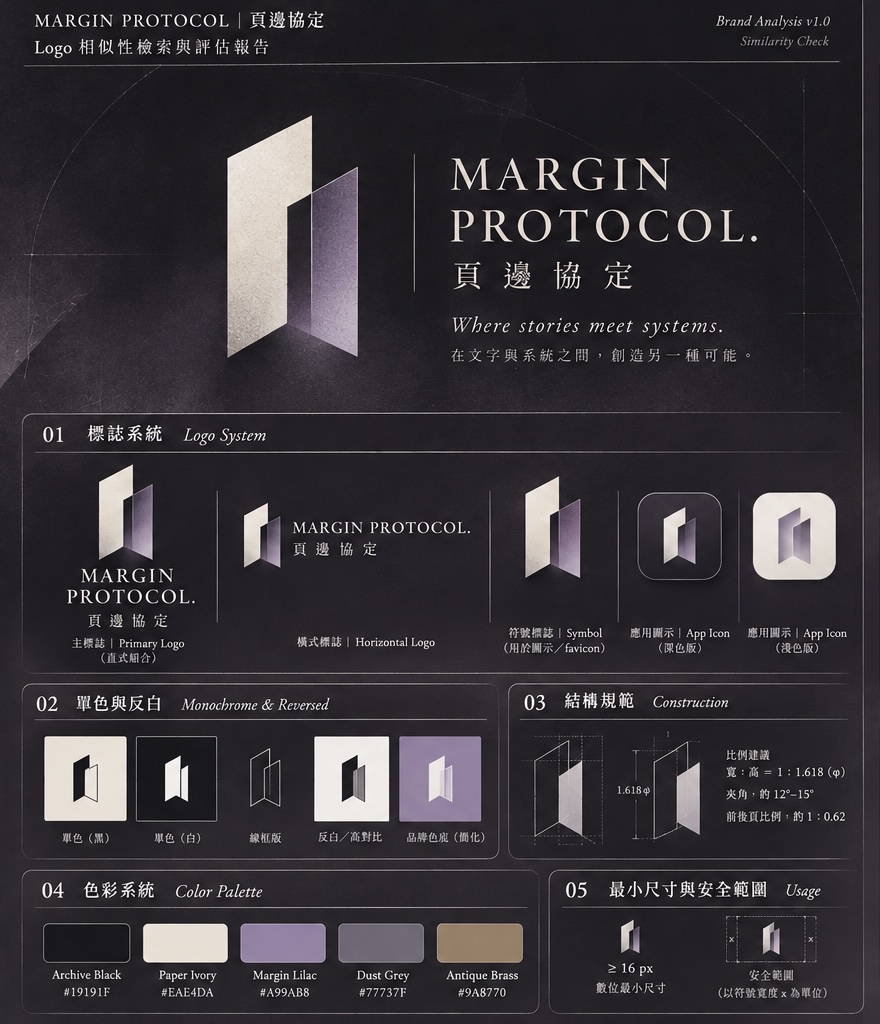 MARGIN PROTOCOL | 頁邊協定
Logo 相似性檢索與評估報告
Brand Analysis v1.0
Similarity Check
MARGIN
PROTOCOL.
頁邊協定
Where stories meet systems.
在文字與系統之間，創造另一種可能。
01 標誌系統 Logo System
MARGIN
PROTOCOL.
頁邊協定
主標誌 | Primary Logo
（直式組合）
MARGIN PROTOCOL.
頁邊協定
橫式標誌 | Horizontal Logo
符號標誌 | Symbol
（用於圖示／favicon）
應用圖示 | App Icon
（深色版）
應用圖示 | App Icon
（淺色版）
02 單色與反白 Monochrome & Reversed
單色（黑）
單色（白）
線框版
反白／高對比
品牌色底（簡化）
03 結構規範 Construction
1
1.618 φ
比例建議
寬：高 = 1：1.618（φ）
夾角，約 12°–15°
前後頁比例，約 1：0.62
04 色彩系統 Color Palette
Archive Black
#19191F
Paper Ivory
#EAE4DA
Margin Lilac
#A99AB8
Dust Grey
#77737F
Antique Brass
#9A8770
05 最小尺寸與安全範圍 Usage
≥ 16 px
數位最小尺寸
x
x
安全範圍
（以符號寬度 x 為單位）